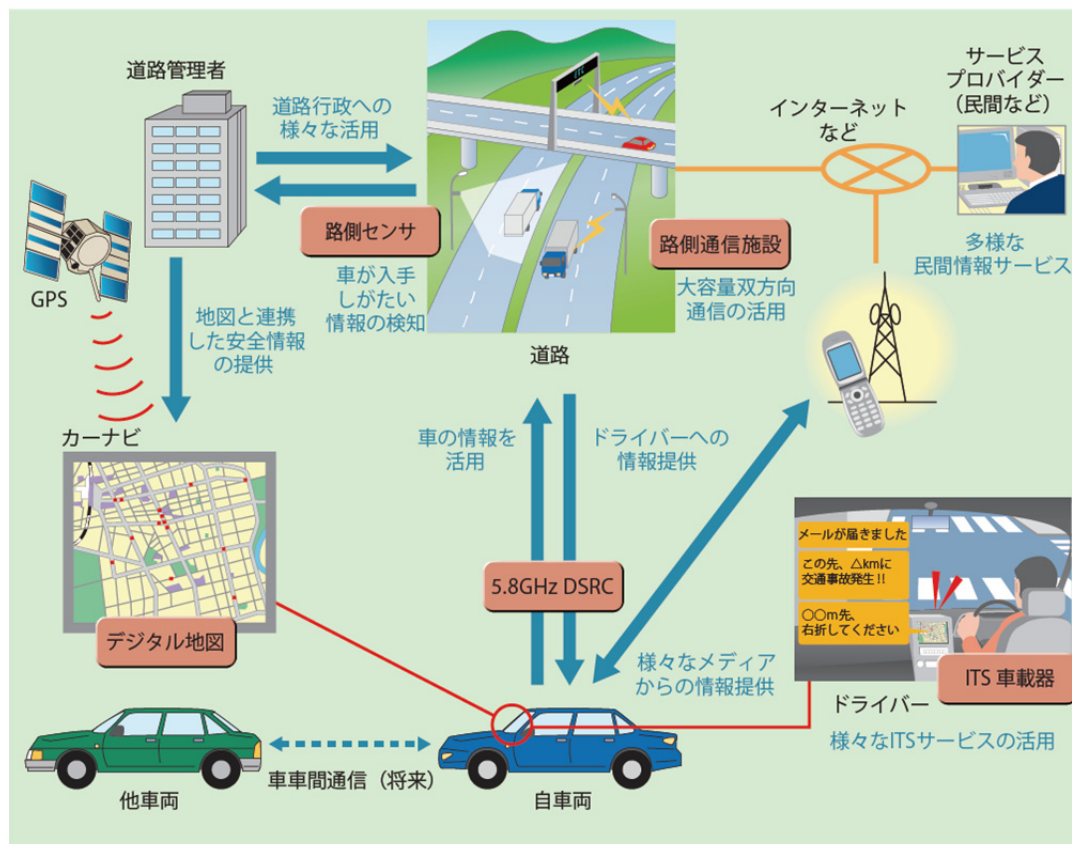 道路管理者
道路行政への
様々な活用
ETC
インターネット
など
サービス
プロバイダー
（民間など）
GPS
路側センサ
車が入手
しがたい
情報の検知
路側通信施設
大容量双方向
通信の活用
多様な
民間情報サービス
地図と連携
した安全情報
の提供
道路
カーナビ
車の情報を
活用
ドライバーへの
情報提供
メールが届きました
この先、△kmに
交通事故発生!!
○○m先、
右折してください
5.8GHz DSRC
デジタル地図
様々なメディア
からの情報提供
ITS 車載器
ドライバー
様々なITSサービスの活用
車車間通信（将来）
他車両
自車両